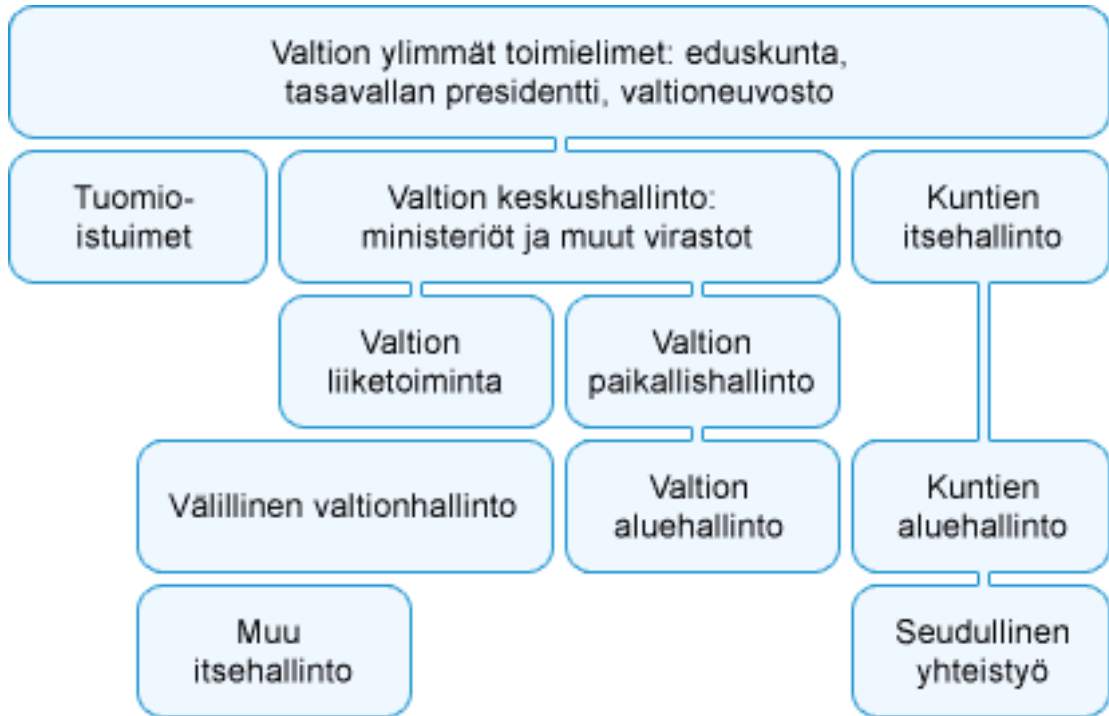 Valtion ylimmät toimielimet: eduskunta,
tasavallan presidentti, valtioneuvosto
Tuomio-
istuimet
Valtion keskushallinto:
ministeriöt ja muut virastot
Kuntien
itsehallinto
Valtion
liiketoiminta
Valtion
paikallishallinto
Välillinen valtionhallinto
Valtion
aluehallinto
Kuntien
aluehallinto
Muu
itsehallinto
Seudullinen
yhteistyö